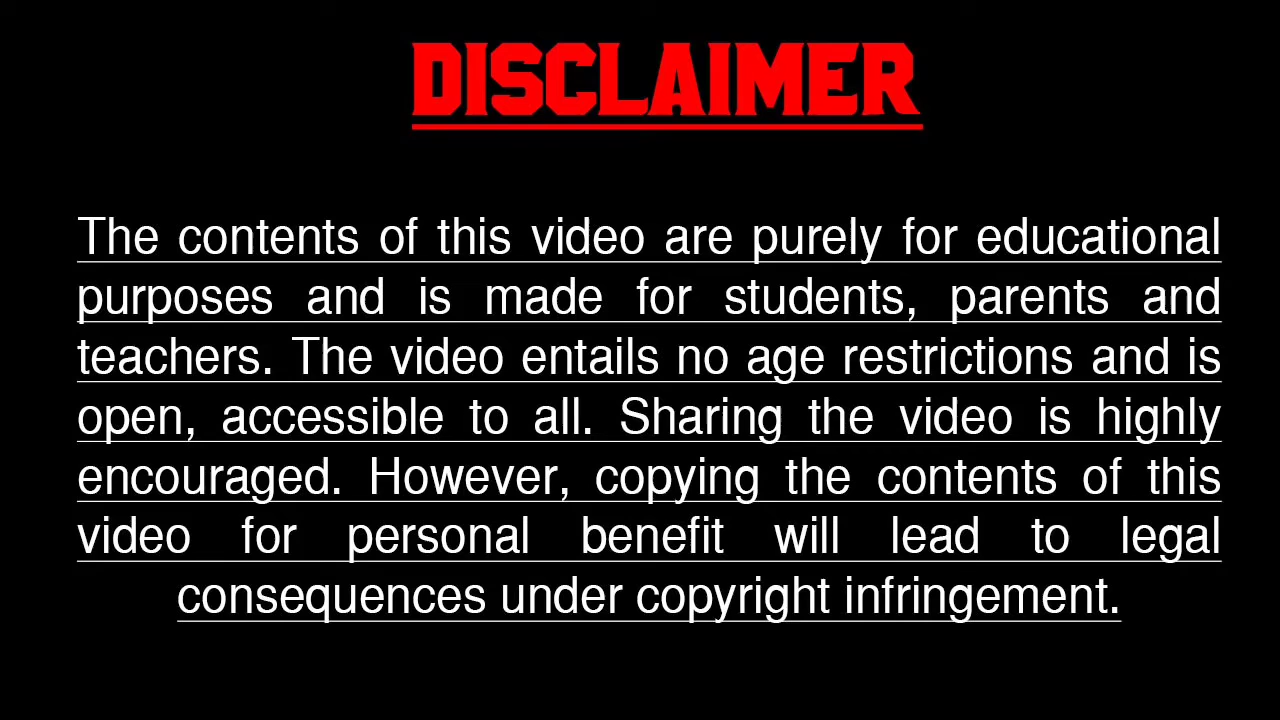 DISCLAIMER
The contents of this video are purely for educational
purposes and is made for students, parents and
teachers. The video entails no age restrictions and is
open, accessible to all. Sharing the video is highly
encouraged. However, copying the contents of this
video for personal benefit will lead to legal
consequences under copyright infringement.